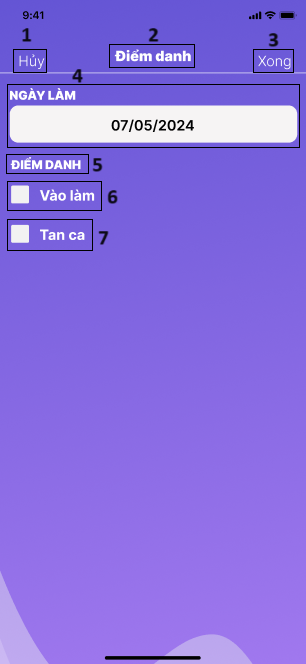 9:41
1 2 3
Hủy Điểm danh Xong
4
NGÀY LÀM
07/05/2024
ĐIỂM DANH 5
Vào làm 6
Tan ca 7